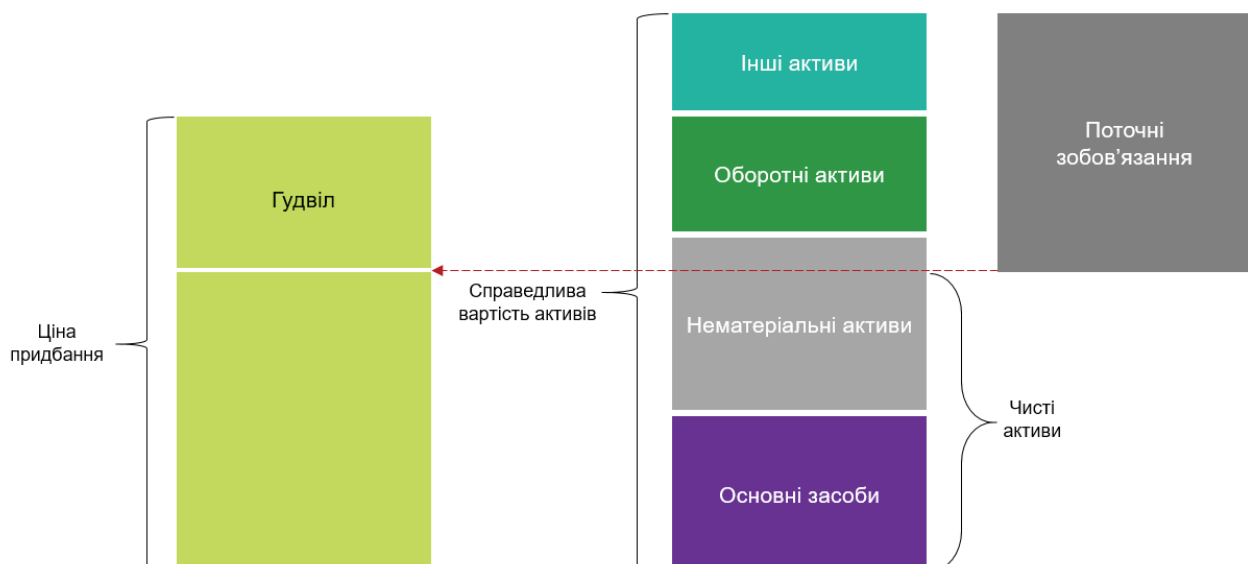 Ціна
придбання
Гудвіл
Справедлива
вартість активів
Інші активи
Оборотні активи
Нематеріальні активи
Основні засоби
Поточні
зобов’язання
Чисті
активи